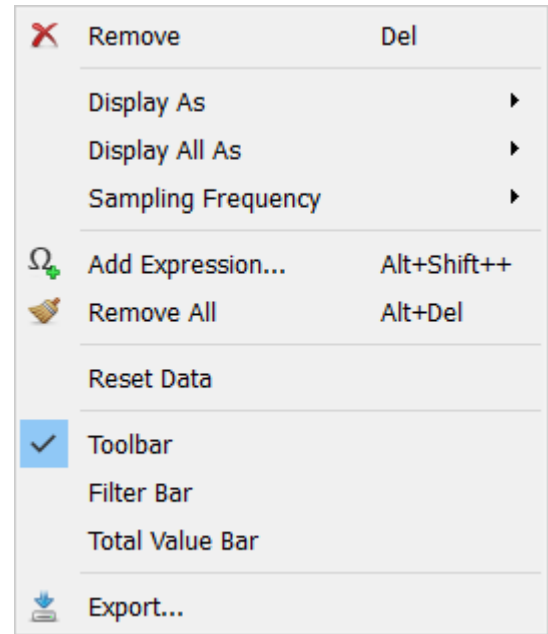 Remove Del
Display As
Display All As
Sampling Frequency
Add Expression... Alt+Shift++
Remove All Alt+Del
Reset Data
Toolbar
Filter Bar
Total Value Bar
Export...